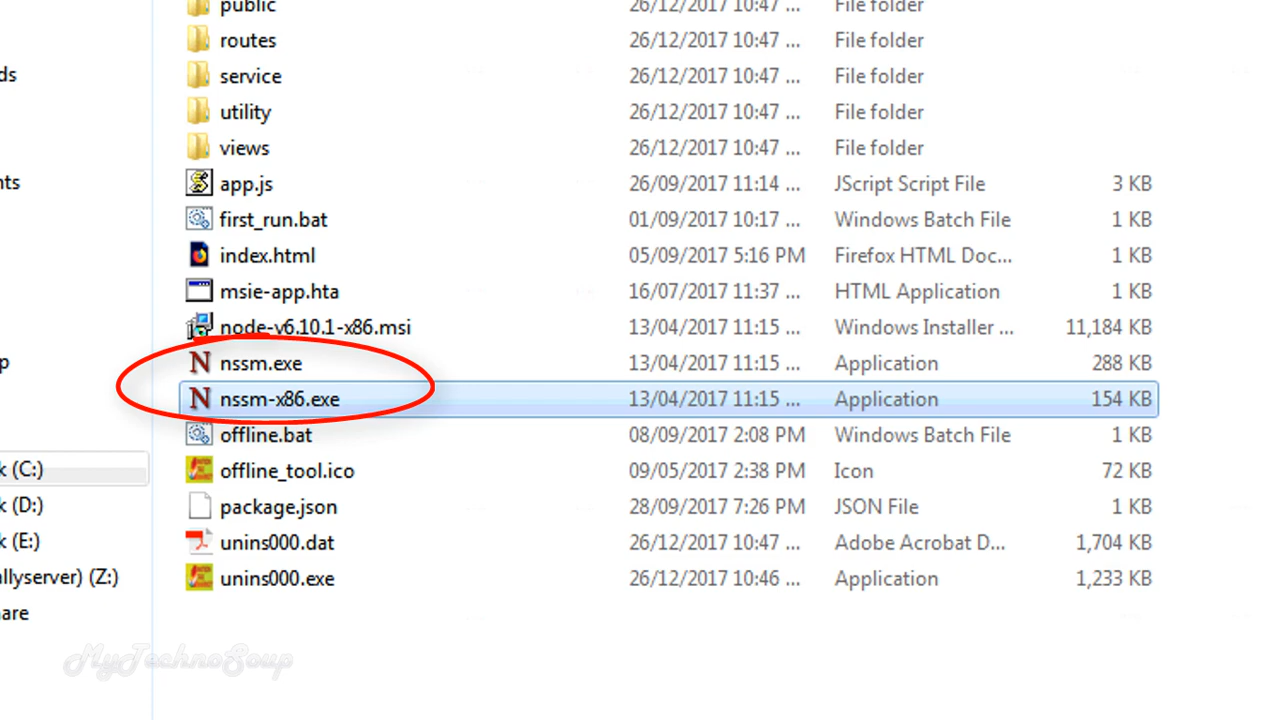 public 26/12/2017 10:47 ... File folder
routes 26/12/2017 10:47 ... File folder
ds
service 26/12/2017 10:47 ... File folder
utility 26/12/2017 10:47 ... File folder
views 26/12/2017 10:47 ... File folder
nts
app.js 26/09/2017 11:14 ... JScript Script File 3 KB
first_run.bat 01/09/2017 10:17 ... Windows Batch File 1 KB
index.html 05/09/2017 5:16 PM Firefox HTML Doc... 1 KB
msie-app.hta 16/07/2017 11:37 ... HTML Application 1 KB
node-v6.10.1-x86.msi 13/04/2017 11:15 ... Windows Installer ... 11,184 KB
p
nssm.exe 13/04/2017 11:15 ... Application 288 KB
nssm-x86.exe 13/04/2017 11:15 ... Application 154 KB
offline.bat 08/09/2017 2:08 PM Windows Batch File 1 KB
k (C:)
offline_tool.ico 09/05/2017 2:38 PM Icon 72 KB
k (D:)
package.json 28/09/2017 7:26 PM JSON File 1 KB
k (E:)
unins000.dat 26/12/2017 10:47 ... Adobe Acrobat D... 1,704 KB
allyserver) (Z:)
unins000.exe 26/12/2017 10:46 ... Application 1,233 KB
are
MyTechnoSoup